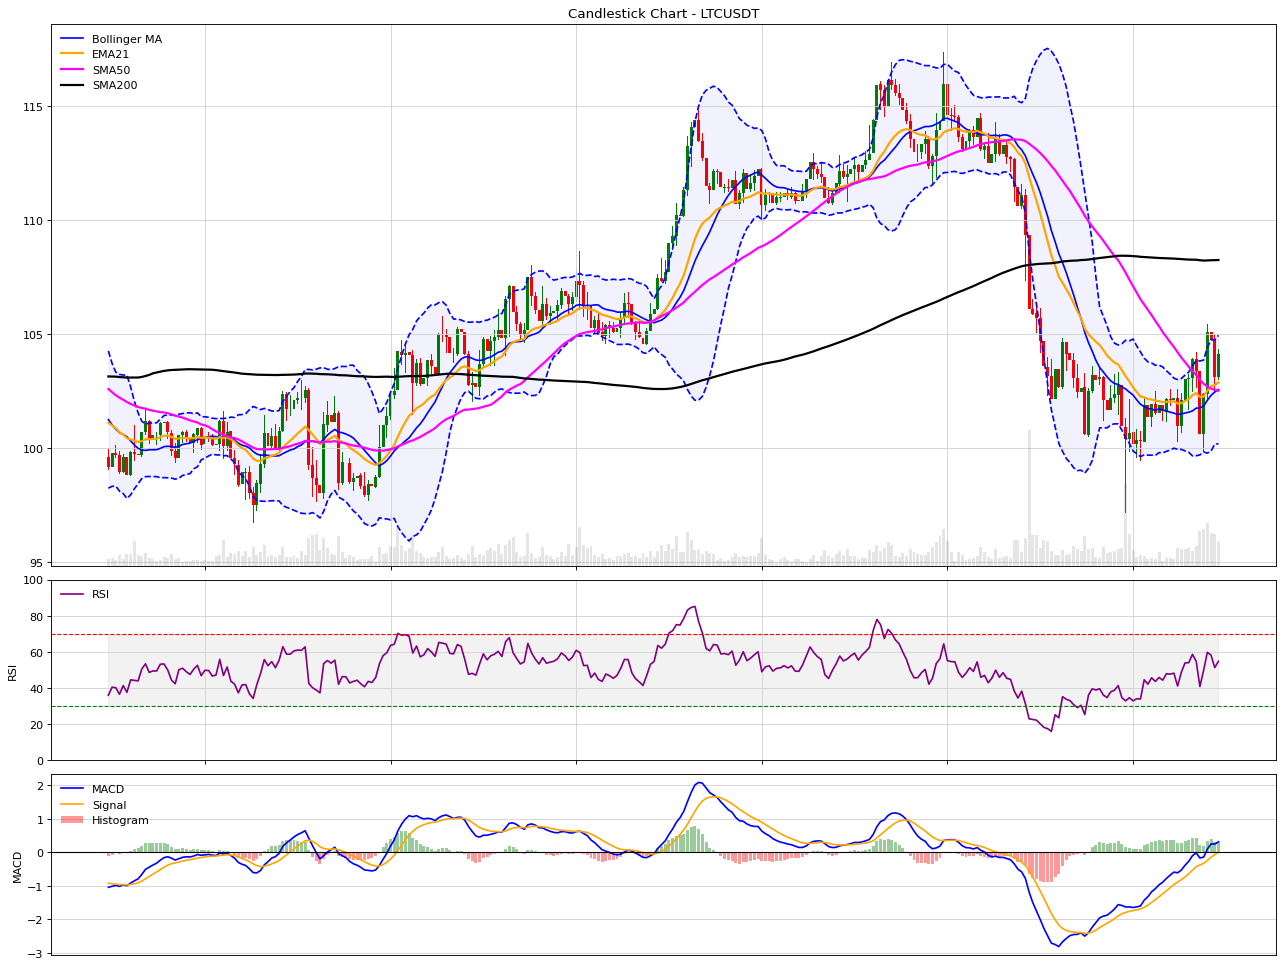 Candlestick Chart - LTCUSDT
Bollinger MA
EMA21
SMA50
SMA200
115
110
105
100
95
RSI
100
80
60
40
20
0
RSI
MACD
Signal
Histogram
2
1
0
−1
−2
−3
MACD